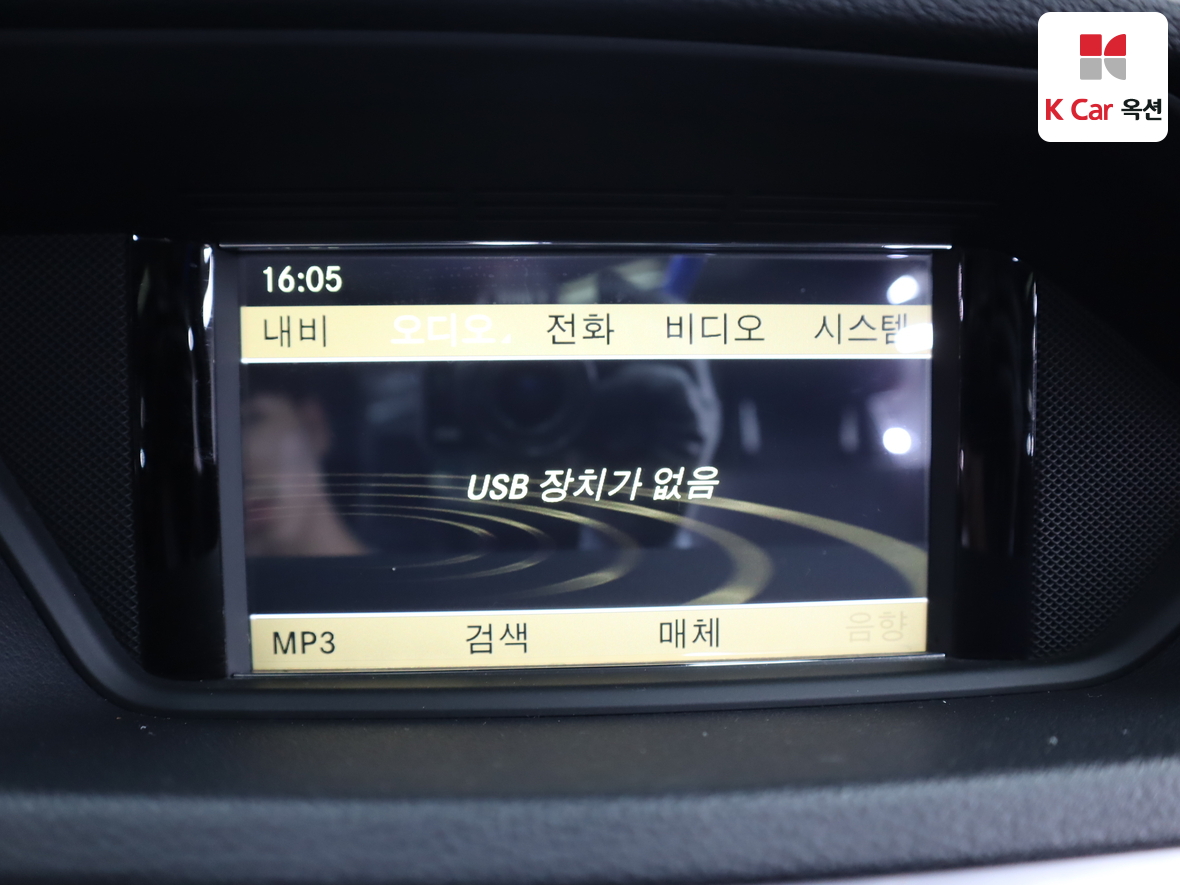 K Car 옥션
16:05
내비 오디오 전화 비디오 시스템
USB 장치가 없음
MP3 검색 매체 음향